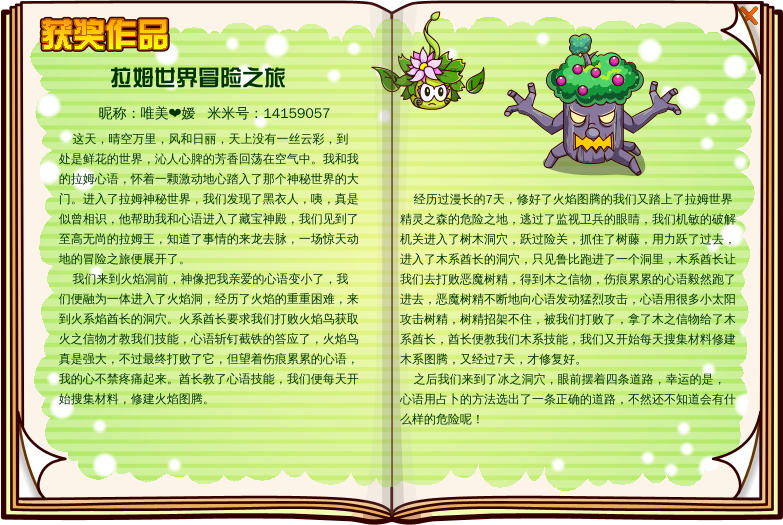 获奖作品
拉姆世界冒险之旅
昵称：唯美❤嫒 米米号：14159057
这天，晴空万里，风和日丽，天上没有一丝云彩，到
处是鲜花的世界，沁人心脾的芳香回荡在空气中。我和我
的拉姆心语，怀着一颗激动地心踏入了那个神秘世界的大
门。进入了拉姆神秘世界，我们发现了黑衣人，咦，真是
似曾相识，他帮助我和心语进入了藏宝神殿，我们见到了
至高无尚的拉姆王，知道了事情的来龙去脉，一场惊天动
地的冒险之旅便展开了。
我们来到火焰洞前，神像把我亲爱的心语变小了，我
们便融为一体进入了火焰洞，经历了火焰的重重困难，来
到火系焰酋长的洞穴。火系酋长要求我们打败火焰鸟获取
火之信物才教我们技能，心语斩钉截铁的答应了，火焰鸟
真是强大，不过最终打败了它，但望着伤痕累累的心语，
我的心不禁疼痛起来。酋长教了心语技能，我们便每天开
始搜集材料，修建火焰图腾。
经历过漫长的7天，修好了火焰图腾的我们又踏上了拉姆世界
精灵之森的危险之地，逃过了监视卫兵的眼睛，我们机敏的破解
机关进入了树木洞穴，跃过险关，抓住了树藤，用力跃了过去，
进入了木系酋长的洞穴，只见鲁比跑进了一个洞里，木系酋长让
我们去打败恶魔树精，得到木之信物，伤痕累累的心语毅然跑了
进去，恶魔树精不断地向心语发动猛烈攻击，心语用很多小太阳
攻击树精，树精招架不住，被我们打败了，拿了木之信物给了木
系酋长，酋长便教我们木系技能，我们又开始每天搜集材料修建
木系图腾，又经过7天，才修复好。
之后我们来到了冰之洞穴，眼前摆着四条道路，幸运的是，
心语用占卜的方法选出了一条正确的道路，不然还不知道会有什
么样的危险呢！